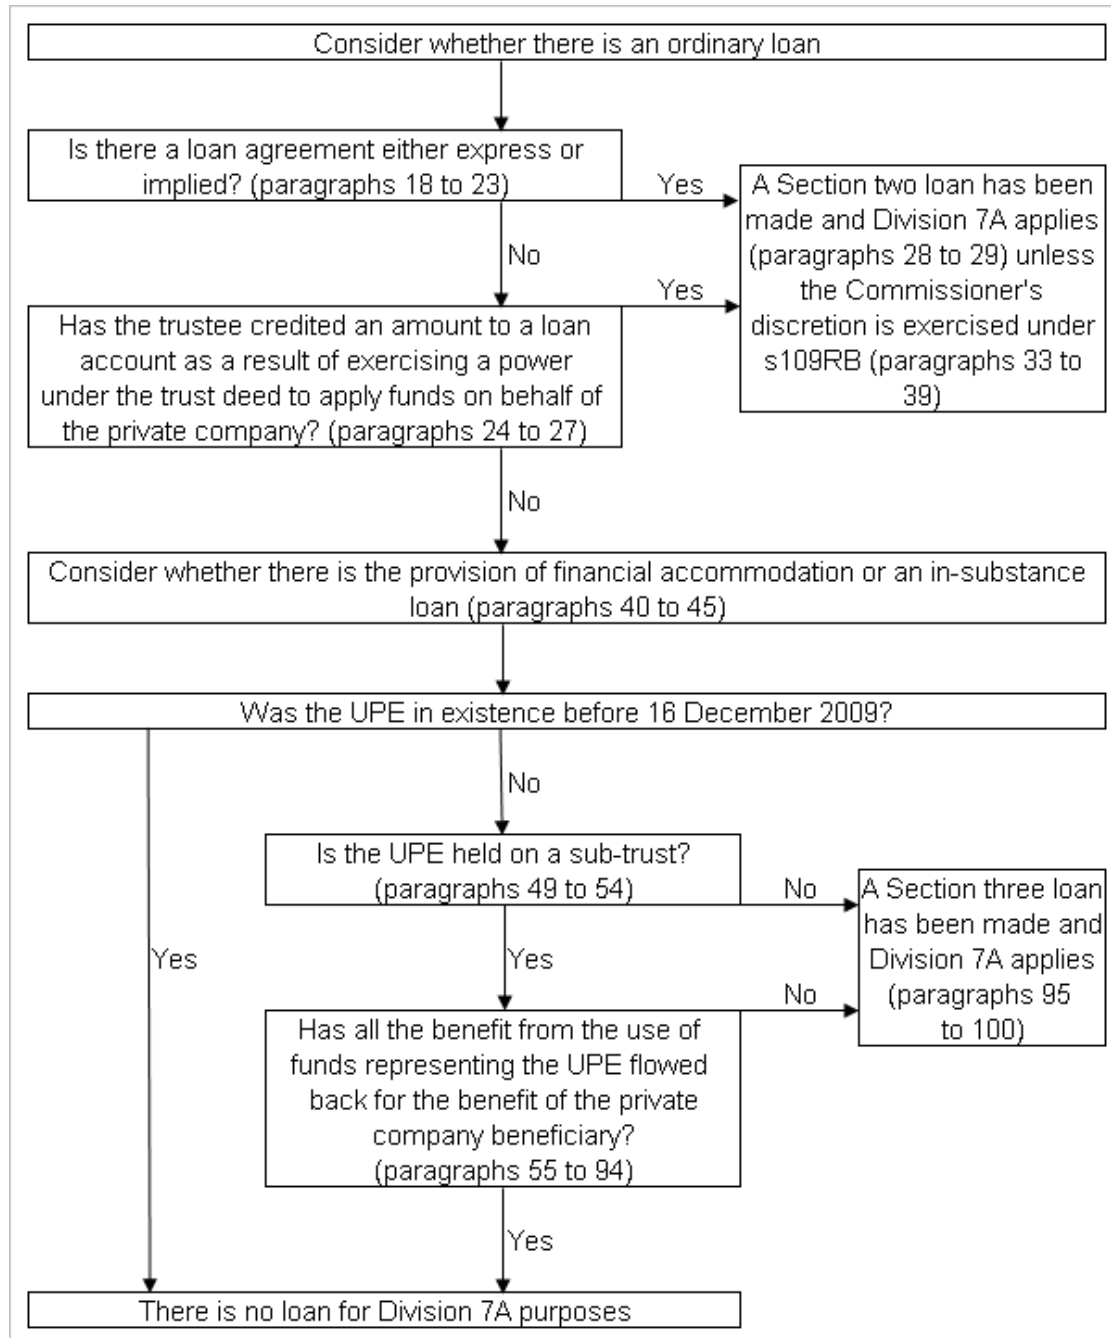 Consider whether there is an ordinary loan
Is there a loan agreement either express or
implied? (paragraphs 18 to 23)
Yes
A Section two loan has been
made and Division 7A applies
(paragraphs 28 to 29) unless
the Commissioner's
discretion is exercised under
s109RB (paragraphs 33 to
39)
No
Yes
Has the trustee credited an amount to a loan
account as a result of exercising a power
under the trust deed to apply funds on behalf of
the private company? (paragraphs 24 to 27)
No
Consider whether there is the provision of financial accommodation or an in-substance
loan (paragraphs 40 to 45)
Was the UPE in existence before 16 December 2009?
No
Is the UPE held on a sub-trust?
(paragraphs 49 to 54)
No
A Section three loan
has been made and
Division 7A applies
(paragraphs 95
to 100)
Yes
Yes
No
Has all the benefit from the use of
funds representing the UPE flowed
back for the benefit of the private
company beneficiary?
(paragraphs 55 to 94)
Yes
There is no loan for Division 7A purposes